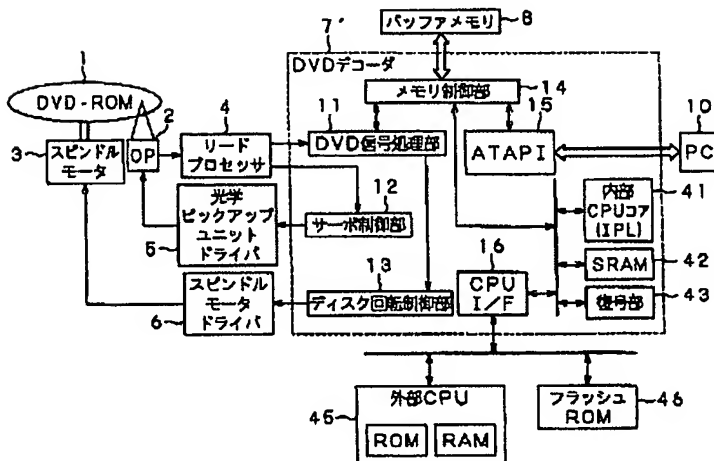 7'
バッファメモリ
8
DVDデコーダ
1
DVD-ROM
2
4
11
メモリ制御部
14
15
3
スピンドル
モータ
OP
リード
プロセッサ
DVD信号処理部
ATAPI
10
PC
12
光学
ピックアップ
ユニット
ドライバ
5
サーボ制御部
16
内部
CPUコア
(IPL)
41
13
CPU
I/F
SRAM
42
スピンドル
モータ
ドライバ
6
ディスク回転制御部
復号部
43
45
外部CPU
ROM
RAM
フラッシュ
ROM
46